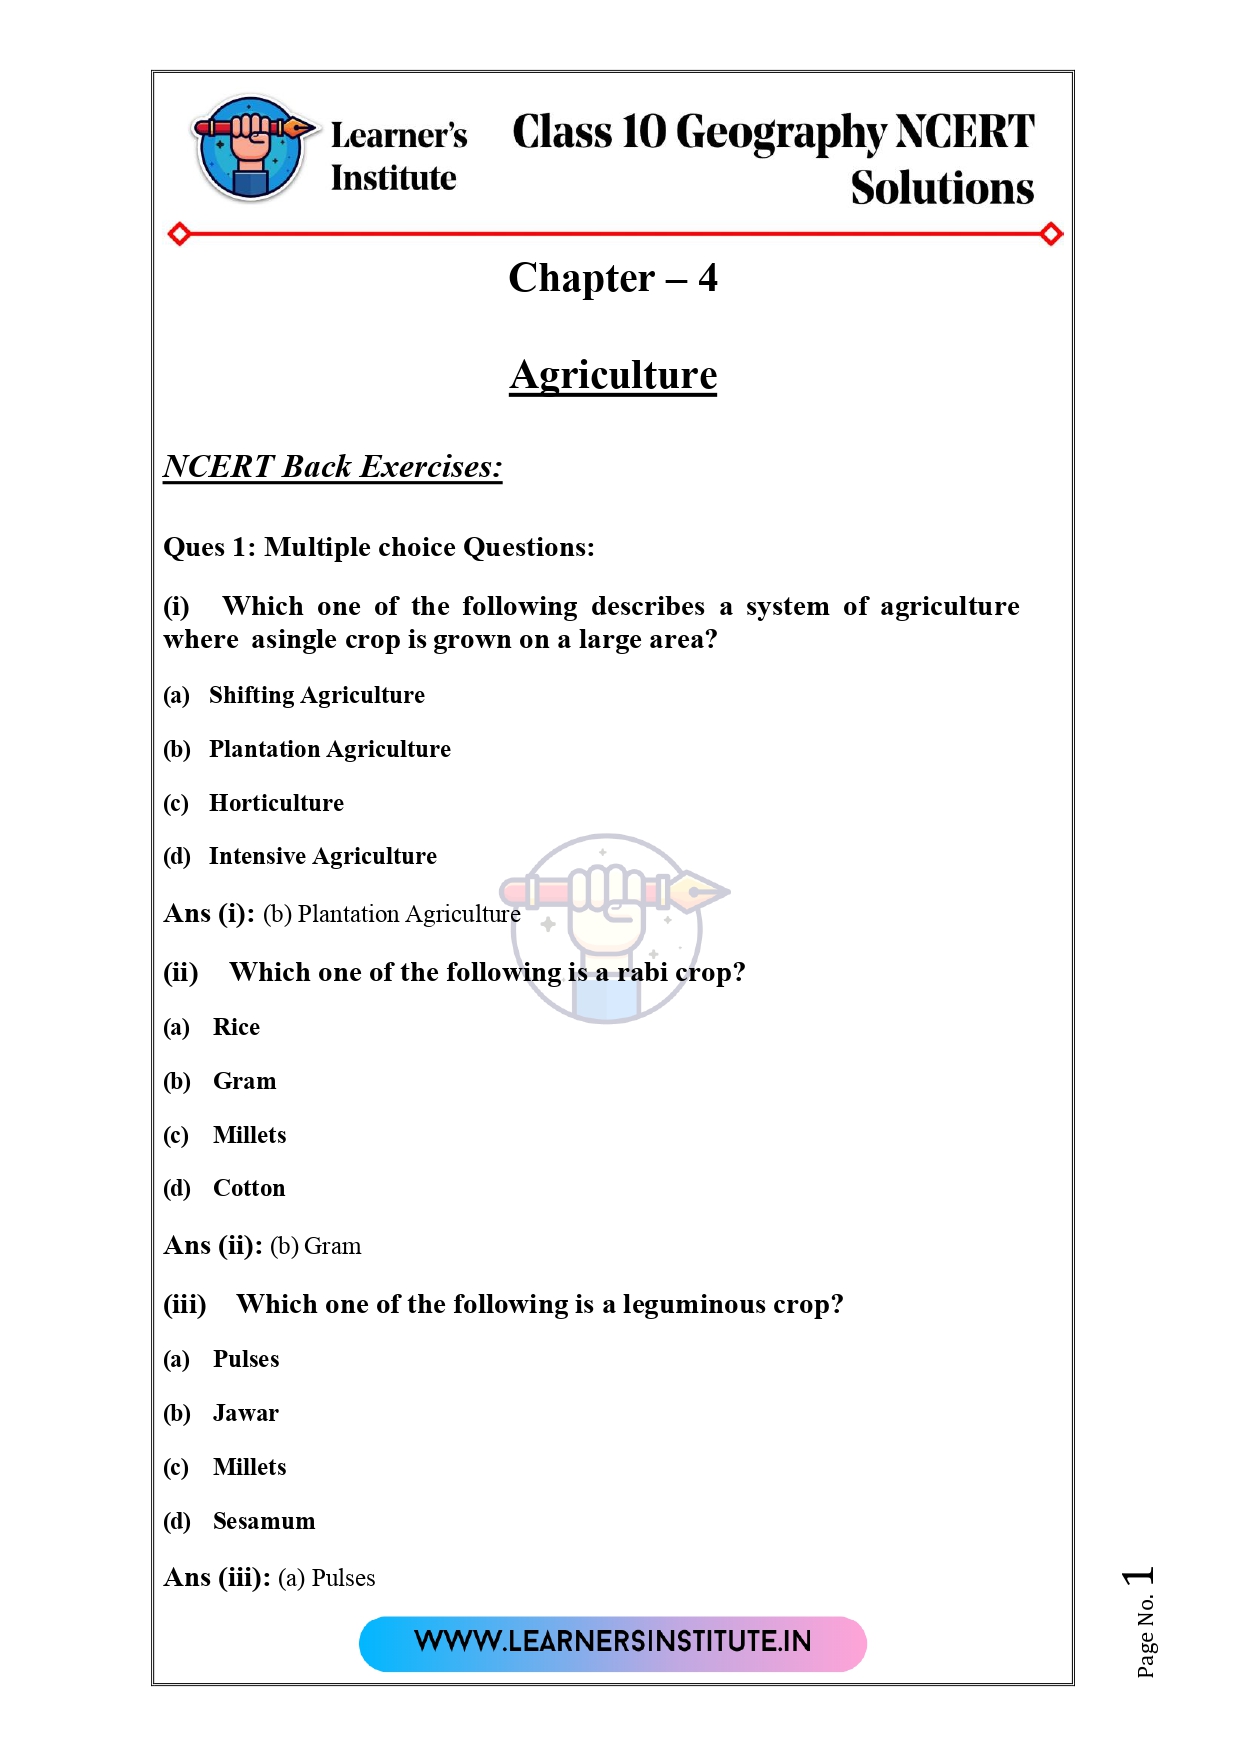 Learner's
Institute
Class 10 Geography NCERT
Solutions
Chapter – 4
Agriculture
NCERT Back Exercises:
Ques 1: Multiple choice Questions:
(i) Which one of the following describes a system of agriculture
where asingle crop is grown on a large area?
(a) Shifting Agriculture
(b) Plantation Agriculture
(c) Horticulture
(d) Intensive Agriculture
Ans (i): (b) Plantation Agriculture
(ii) Which one of the following is a rabi crop?
(a) Rice
(b) Gram
(c) Millets
(d) Cotton
Ans (ii): (b) Gram
(iii) Which one of the following is a leguminous crop?
(a) Pulses
(b) Jawar
(c) Millets
(d) Sesamum
Ans (iii): (a) Pulses
WWW.LEARNERSINSTITUTE.IN
Page No. 1